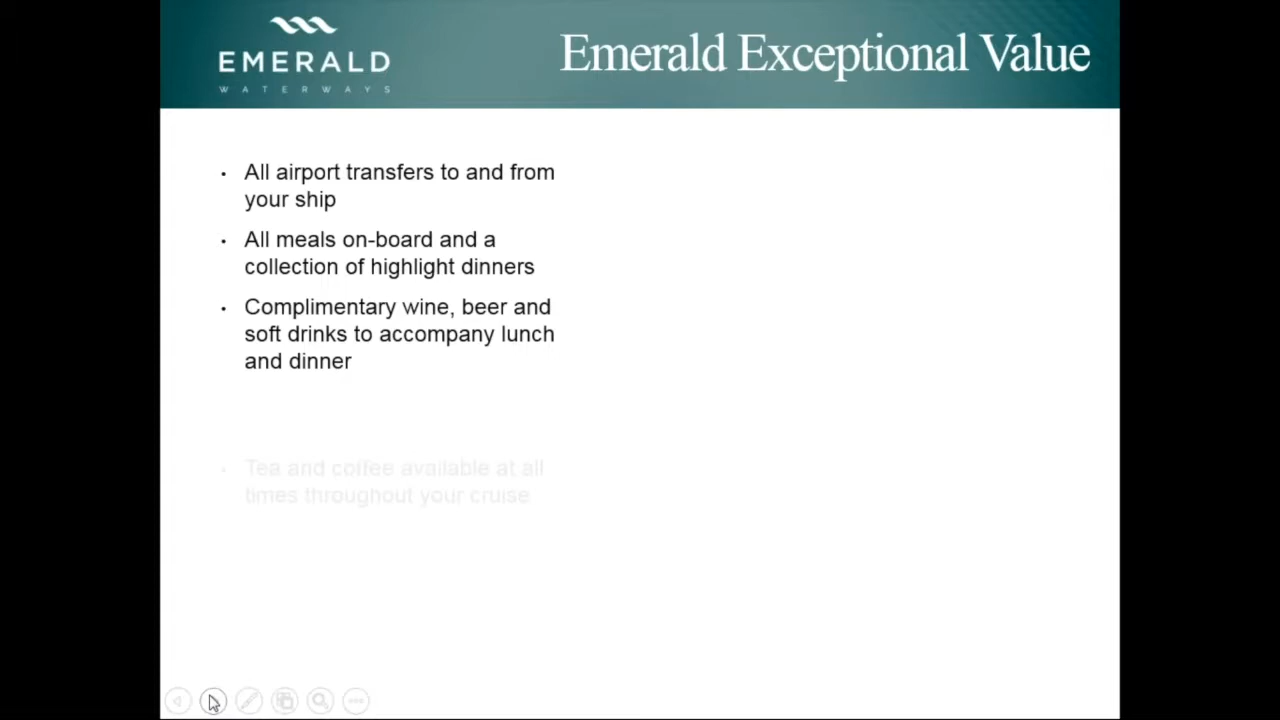 EMERALD
WATERWAYS
Emerald Exceptional Value
• All airport transfers to and from
your ship
• All meals on-board and a
collection of highlight dinners
• Complimentary wine, beer and
soft drinks to accompany lunch
and dinner
• Tea and coffee available at all
times throughout your cruise